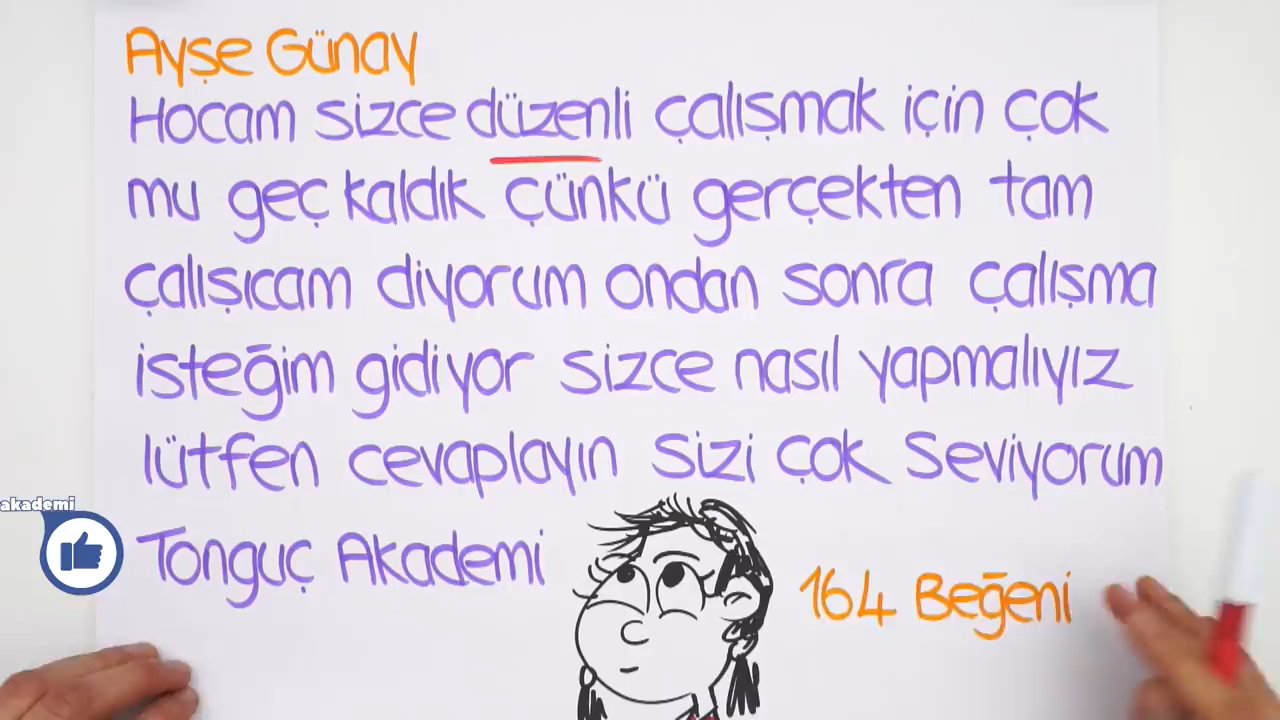 Ayşe Günay
Hocam sizce düzenli çalışmak için çok
mu geç kaldık çünkü gerçekten tam
çalışıcam diyorum ondan sonra çalışma
isteğim gidiyor sizce nasıl yapmalıyız
lütfen cevaplayın sizi çok seviyorum
akademi
Tonguç Akademi
164 Beğeni